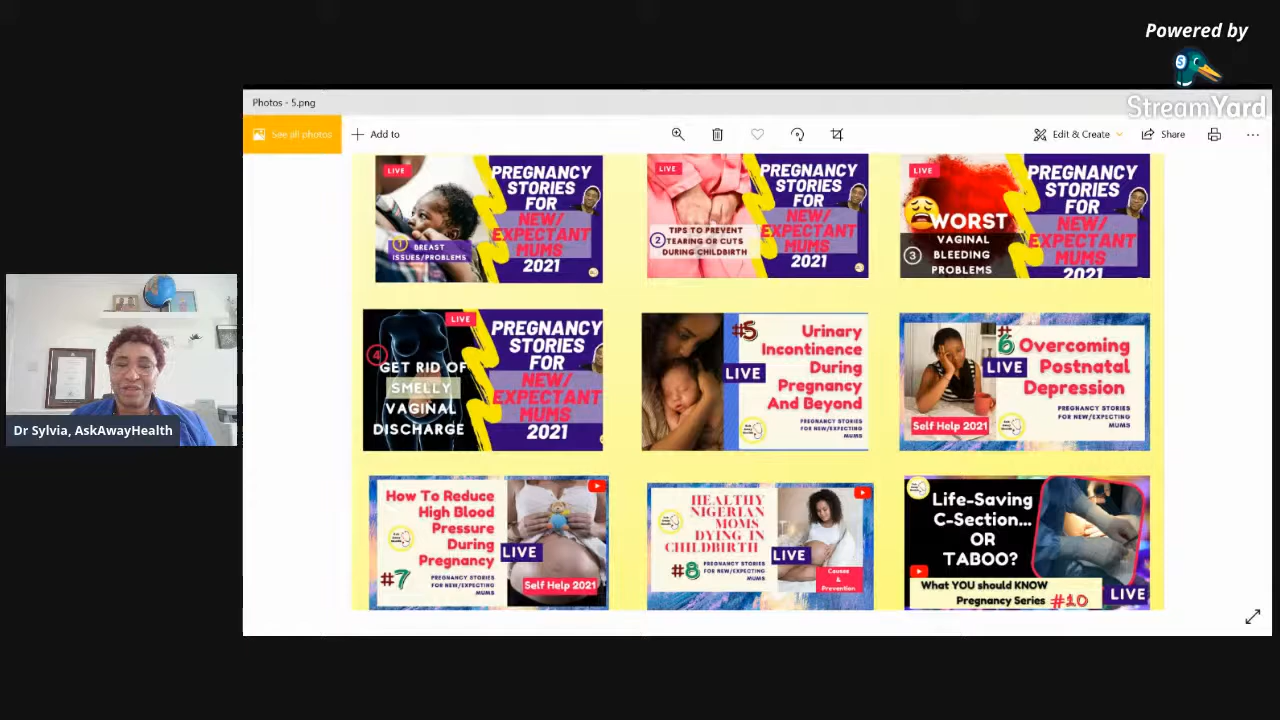 Powered by
StreamYard
Photos - 5.png
See all photos
Add to
Edit & Create
Share
LIVE
PREGNANCY
STORIES
FOR
NEW/
EXPECTANT
MUMS
2021
1
BREAST
ISSUES/PROBLEMS
LIVE
PREGNANCY
STORIES
FOR
NEW/
EXPECTANT
MUMS
2021
2
TIPS TO PREVENT
TEARING OR CUTS
DURING CHILDBIRTH
LIVE
PREGNANCY
STORIES
FOR
NEW/
EXPECTANT
MUMS
2021
WORST
VAGINAL
BLEEDING
PROBLEMS
3
LIVE
PREGNANCY
STORIES
FOR
NEW/
EXPECTANT
MUMS
2021
4
GET RID OF
SMELLY
VAGINAL
DISCHARGE
#5
LIVE
Urinary
Incontinence
During
Pregnancy
And Beyond
PREGNANCY STORIES
FOR NEW/EXPECTING
MUMS
#6
LIVE
Overcoming
Postnatal
Depression
Self Help 2021
PREGNANCY STORIES
FOR NEW/EXPECTING
MUMS
How To Reduce
High Blood
Pressure
During
Pregnancy
LIVE
#7
PREGNANCY STORIES
FOR NEW/EXPECTING
MUMS
Self Help 2021
HEALTHY
NIGERIAN
MOMS
DYING IN
CHILDBIRTH
LIVE
#8
PREGNANCY STORIES
FOR NEW/EXPECTING
MUMS
Causes
&
Prevention
Life-Saving
C-Section...
OR
TABOO?
What YOU should KNOW
Pregnancy Series #10
LIVE
Dr Sylvia, AskAwayHealth